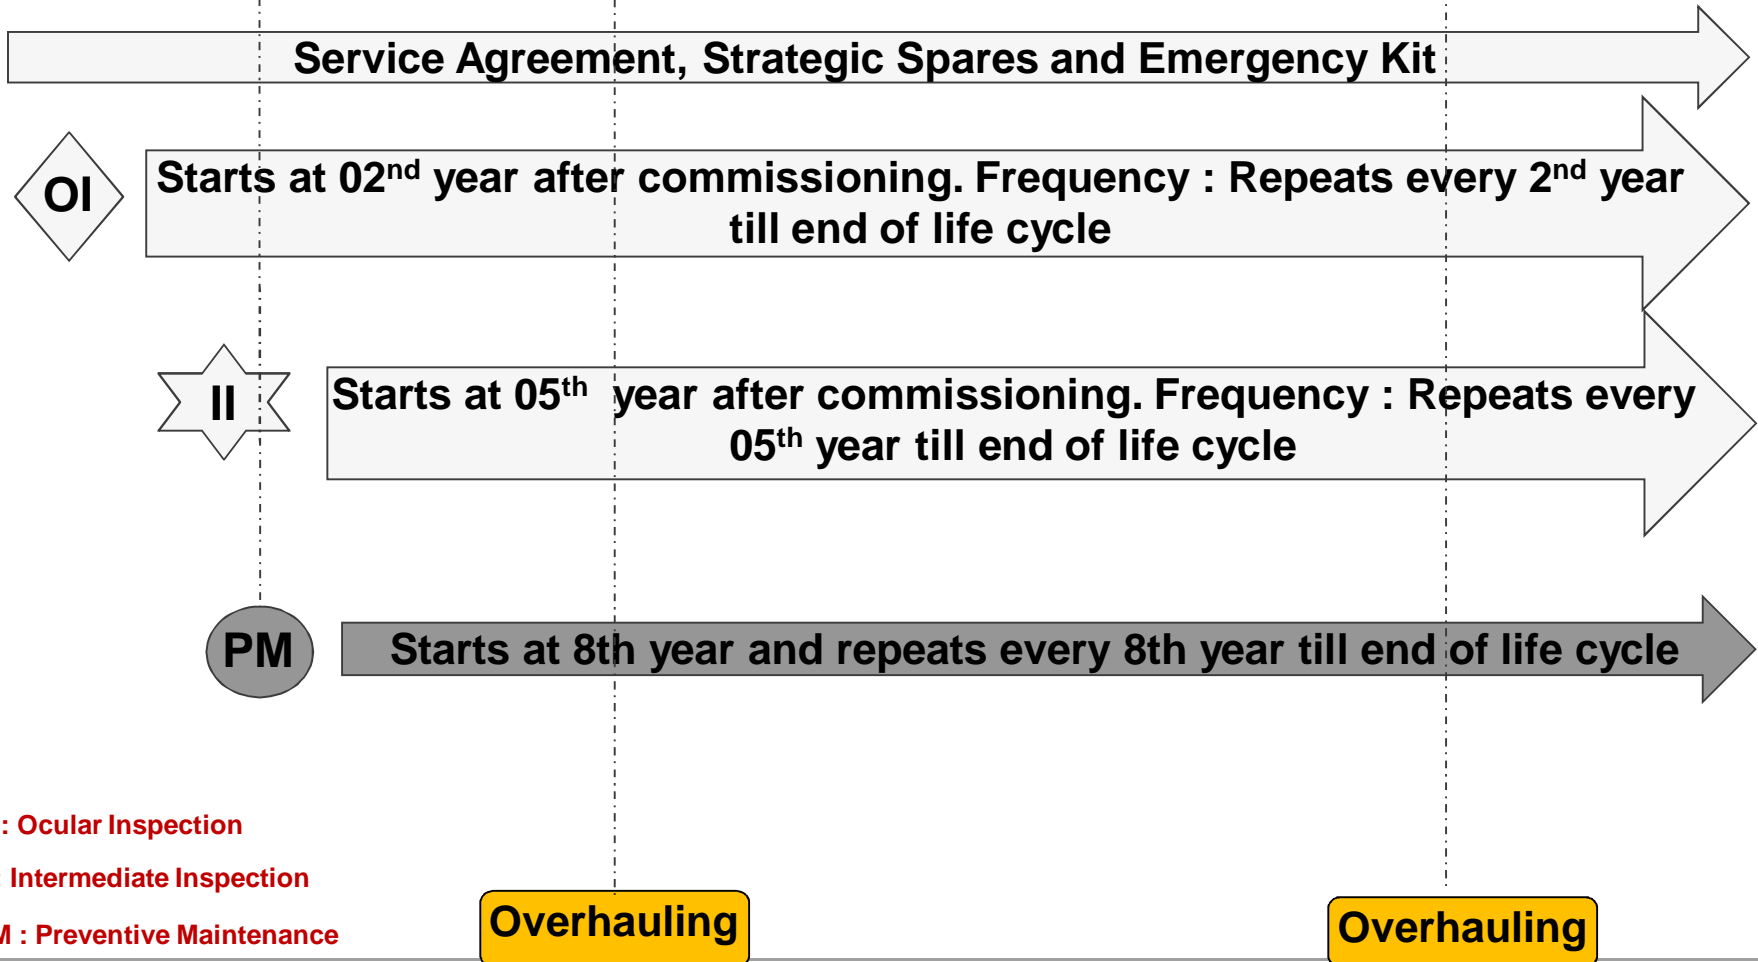 Service Agreement, Strategic Spares and Emergency Kit
OI
Starts at 02nd year after commissioning. Frequency : Repeats every 2nd year
till end of life cycle
II
Starts at 05th year after commissioning. Frequency : Repeats every
05th year till end of life cycle
PM
Starts at 8th year and repeats every 8th year till end of life cycle
: Ocular Inspection
: Intermediate Inspection
M : Preventive Maintenance
Overhauling
Overhauling